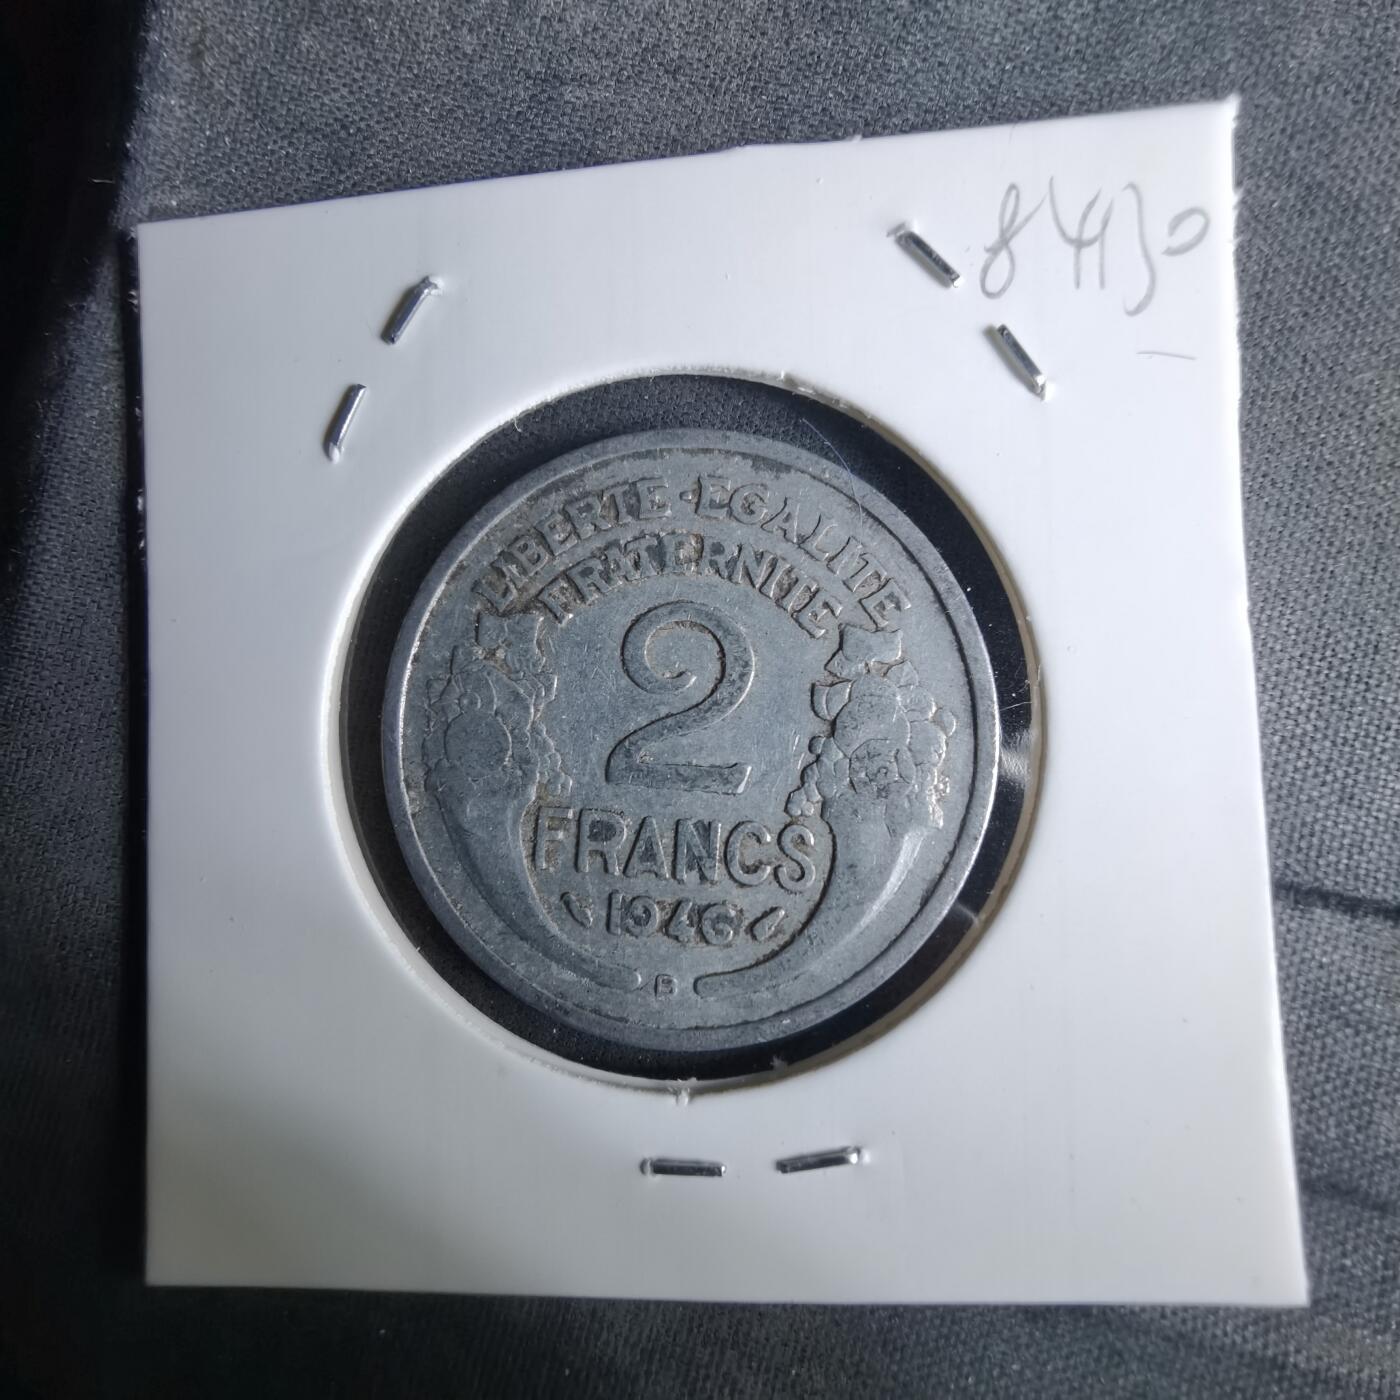 LIBERTE·EGALITE
FRATERNITE
2
FRANCS
1946
B